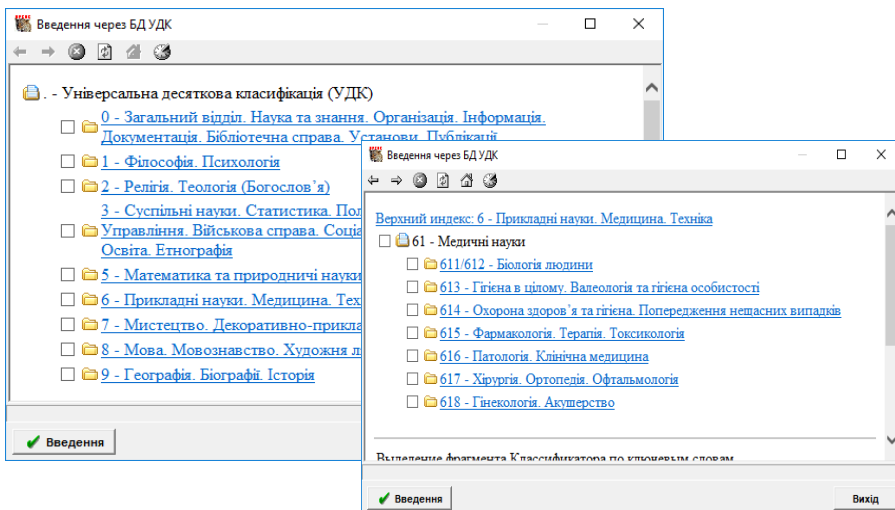 Введення через БД УДК
. - Універсальна десяткова класифікація (УДК)
0 - Загальний відділ. Наука та знання. Організація. Інформація.
Документація. Бібліотечна справа. Установи. Публікації
1 - Філософія. Психологія
2 - Релігія. Теологія (Богослов’я)
3 - Суспільні науки. Статистика.
Управління. Військова справа.
Освіта. Етнографія
5 - Математика та природничі науки
6 - Прикладні науки. Медицина.
7 - Мистецтво.
8 - Мова. Мовознавство. Художня
9 - Географія. Біографії. Історія
Введення
Введення через БД УДК
Верхний индекс: 6 - Прикладні науки. Медицина. Техніка
61 - Медичні науки
611/612 - Біологія людини
613 - Гігієна в цілому. Валеологія та гігієна особистості
614 - Охорона здоров’я та гігієна. Попередження нещасних випадків
615 - Фармакологія. Терапія. Токсикологія
616 - Патологія. Клінічна медицина
617 - Хірургія. Ортопедія. Офтальмологія
618 - Гінекологія. Акушерство
Выделение фрагмента Классификатора по ключевым словам
Введення
Вихід